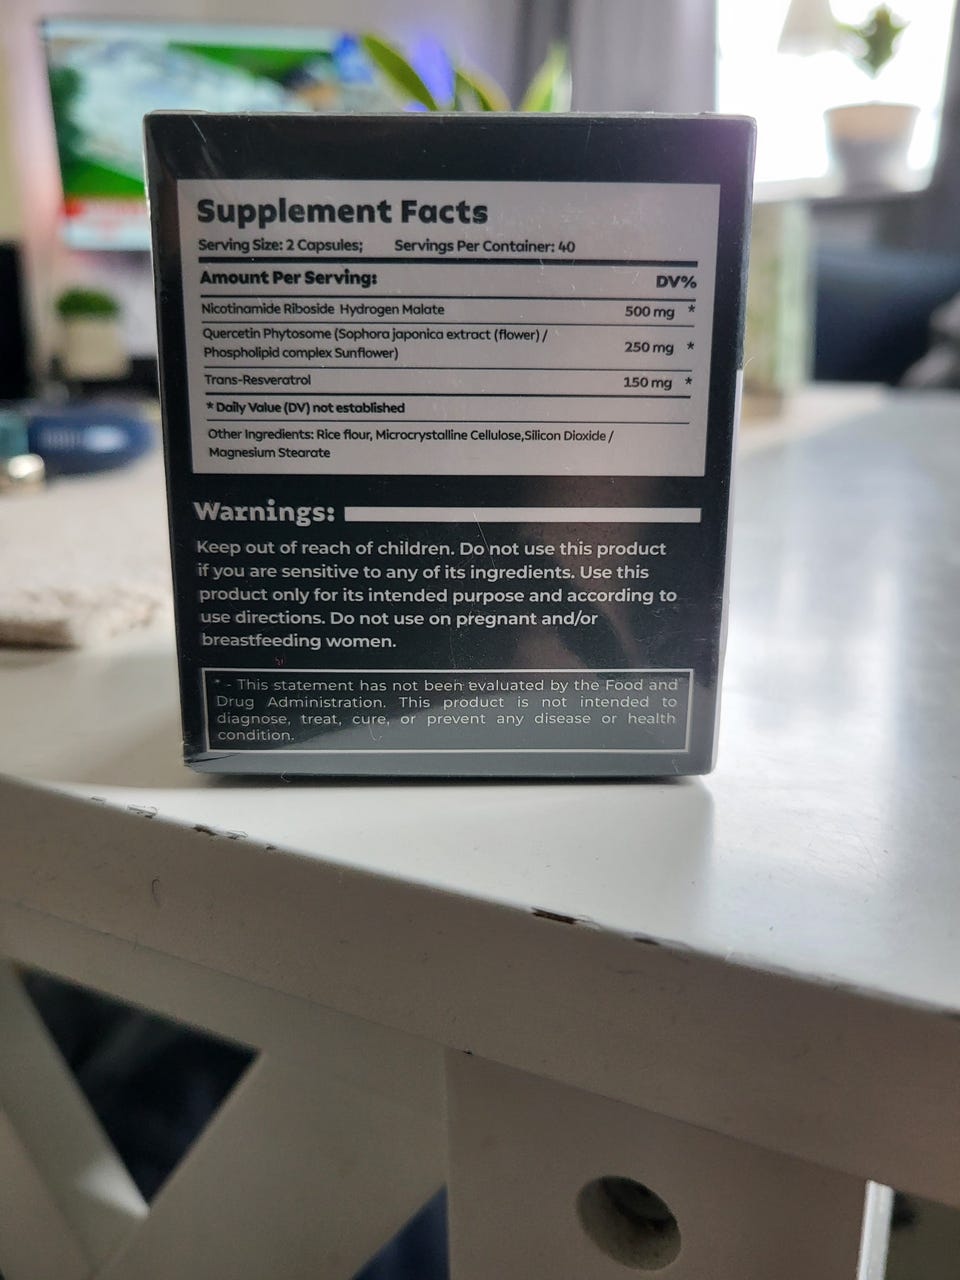 Supplement Facts
Serving Size: 2 Capsules; Servings Per Container: 40
Amount Per Serving: DV%
Nicotinamide Riboside Hydrogen Malate 500 mg *
Quercetin Phytosome (Sophora japonica extract (flower) /
Phospholipid complex Sunflower) 250 mg *
Trans-Resveratrol 150 mg *
* Daily Value (DV) not established
Other Ingredients: Rice flour, Microcrystalline Cellulose,Silicon Dioxide /
Magnesium Stearate
Warnings:
Keep out of reach of children. Do not use this product
if you are sensitive to any of its ingredients. Use this
product only for its intended purpose and according to
use directions. Do not use on pregnant and/or
breastfeeding women.
* - This statement has not been evaluated by the Food and
Drug Administration. This product is not intended to
diagnose, treat, cure, or prevent any disease or health
condition.